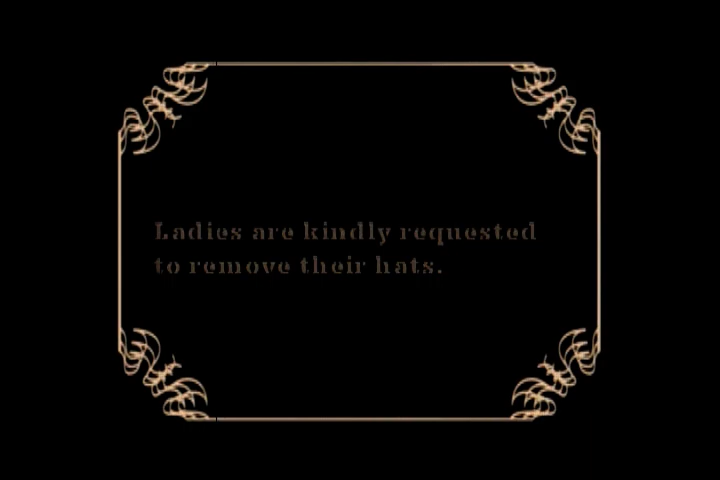 Ladies are kindly requested
to remove their hats.